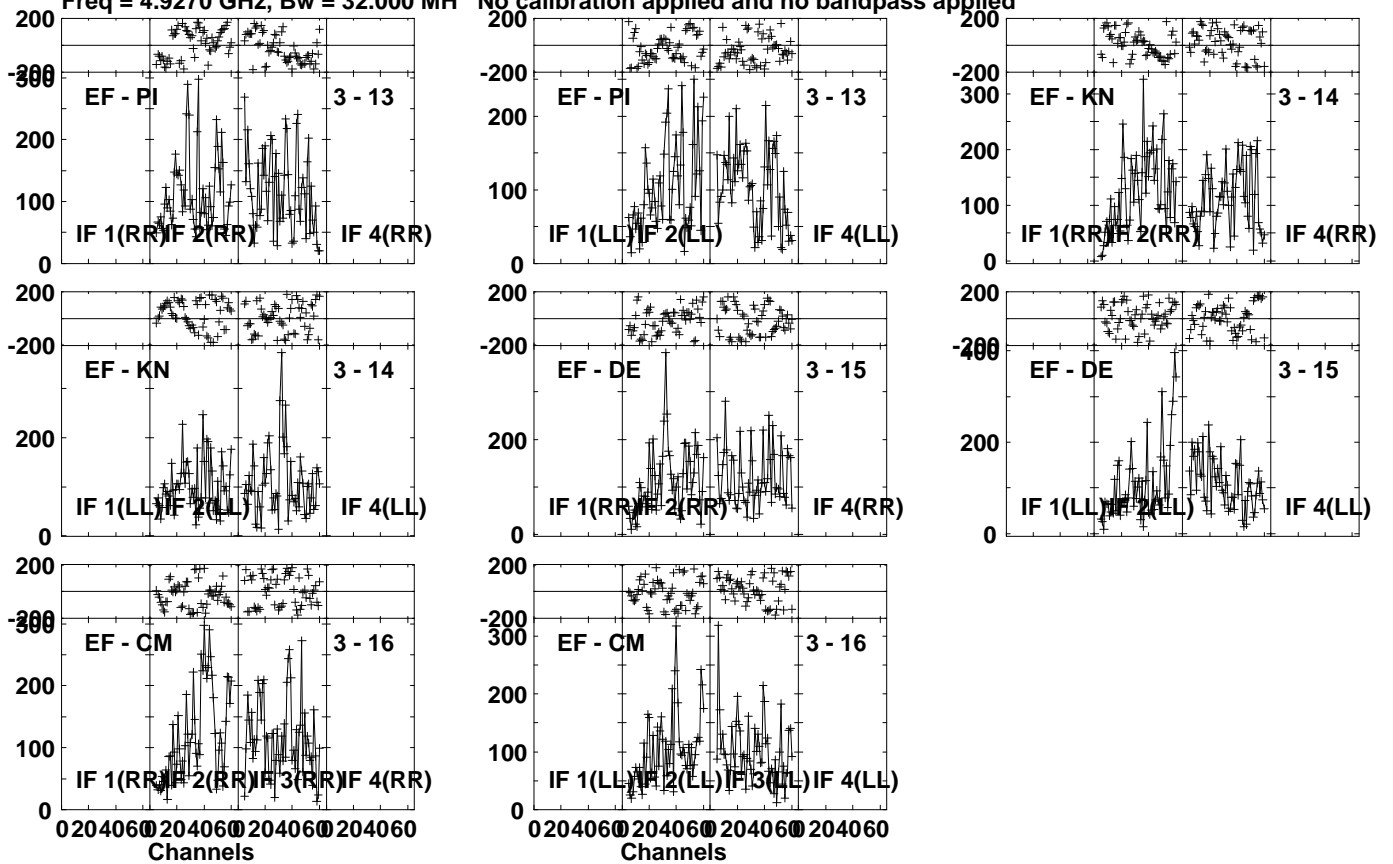 Freq = 4.9270 GHz, Bw = 32.000 MH No calibration applied and no bandpass applied
200
-200
300
EF - PI
3 - 13
200
100
0
IF 1(RR) IF 2(RR) IF 4(RR)
200
-200
EF - PI
3 - 13
200
100
0
IF 1(LL) IF 2(LL) IF 4(LL)
200
-200
300
EF - KN
3 - 14
200
100
0
IF 1(RR) IF 2(RR) IF 4(RR)
200
-200
EF - KN
3 - 14
200
0
IF 1(LL) IF 2(LL) IF 4(LL)
200
-200
EF - DE
3 - 15
200
0
IF 1(RR) IF 2(RR) IF 4(RR)
200
-200
400
EF - DE
3 - 15
200
0
IF 1(LL) IF 2(LL) IF 4(LL)
200
-200
300
EF - CM
3 - 16
200
100
0
IF 1(RR) IF 2(RR) IF 3(RR) IF 4(RR)
0 20 40 60 0 20 40 60 0 20 40 60 0 20 40 60
Channels
200
-200
300
EF - CM
3 - 16
200
100
0
IF 1(LL) IF 2(LL) IF 3(LL) IF 4(LL)
0 20 40 60 0 20 40 60 0 20 40 60 0 20 40 60
Channels